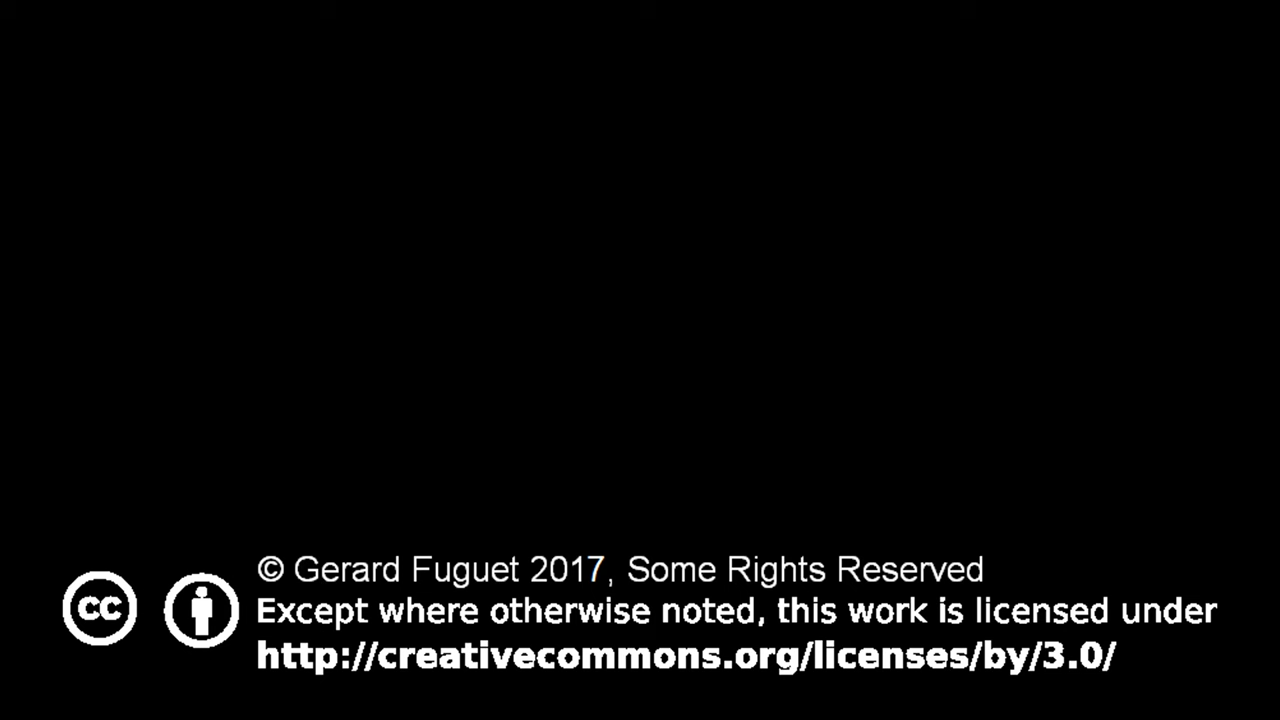 cc
© Gerard Fuguet 2017, Some Rights Reserved
Except where otherwise noted, this work is licensed under
http://creativecommons.org/licenses/by/3.0/